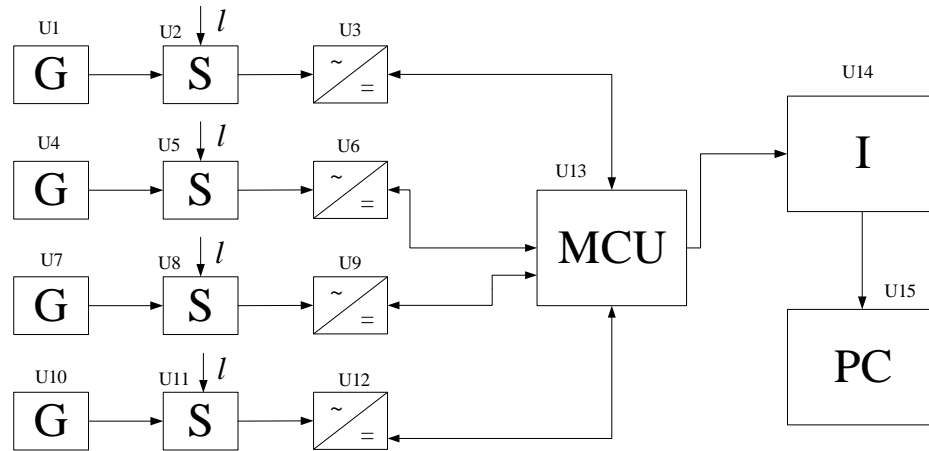 U1
U2
l
U3
G
S
~
=
U14
U4
U5
l
U6
I
G
S
~
=
U13
MCU
U7
U8
l
U9
G
S
~
=
U15
PC
U10
U11
l
U12
G
S
~
=